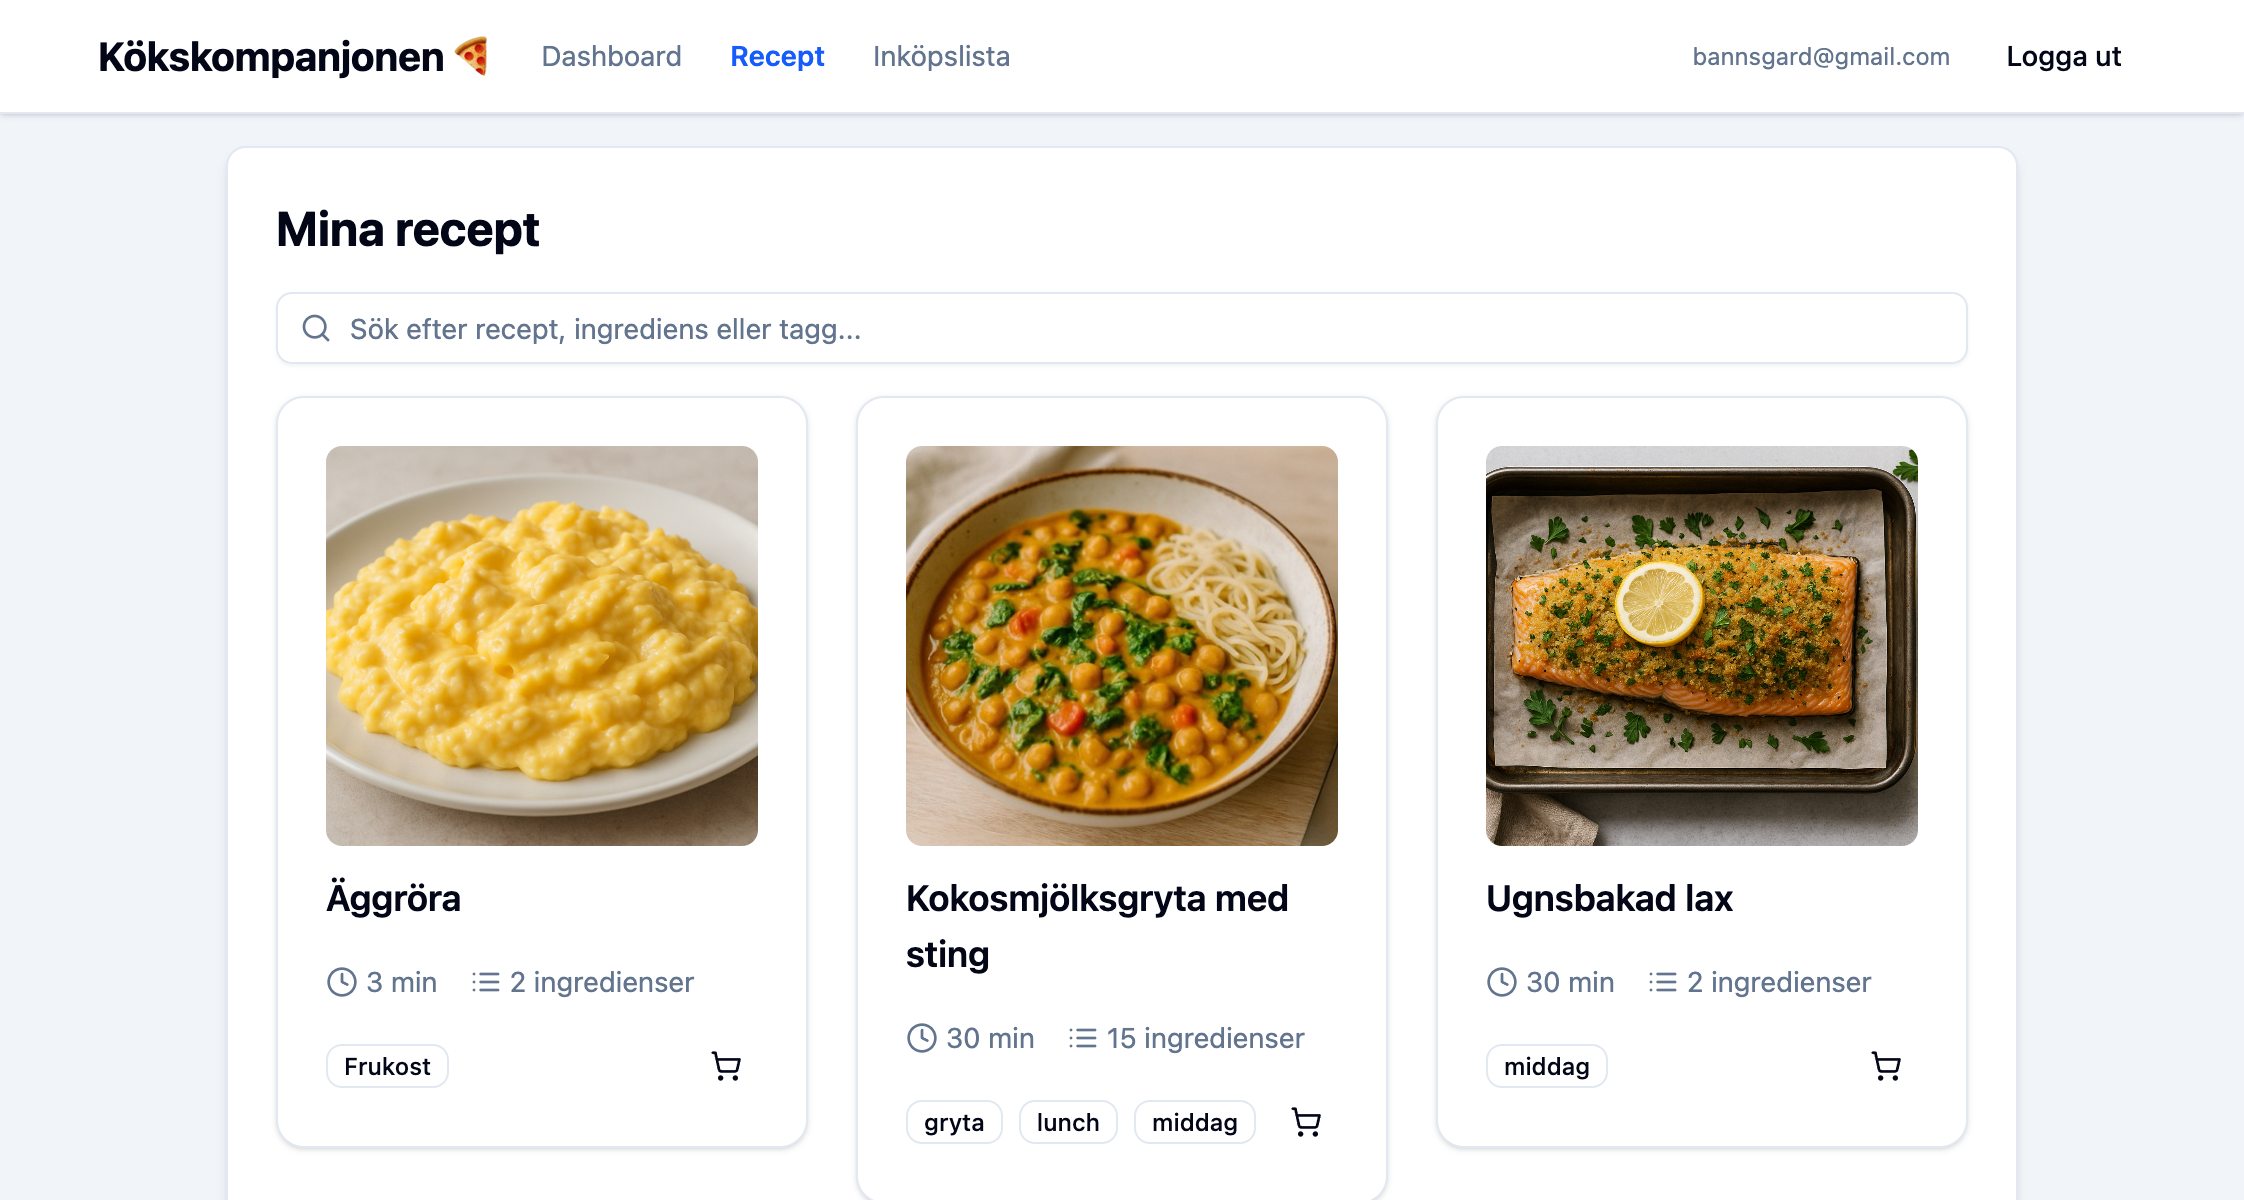 Kökskompanjonen
Dashboard
Recept
Inköpslista
bannsgard@gmail.com
Logga ut
Mina recept
Sök efter recept, ingrediens eller tagg...
Äggröra
3 min
2 ingredienser
Frukost
Kokosmjölksgryta med
sting
30 min
15 ingredienser
gryta
lunch
middag
Ugnsbakad lax
30 min
2 ingredienser
middag